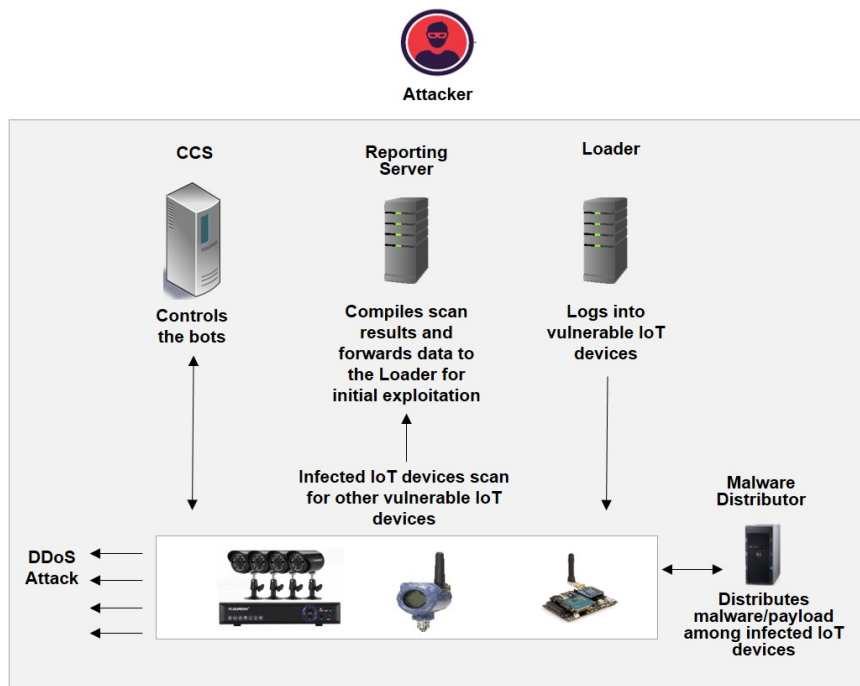 Attacker
CCS
Reporting
Server
Loader
Controls
the bots
Compiles scan
results and
forwards data to
the Loader for
initial exploitation
Logs into
vulnerable IoT
devices
Infected IoT devices scan
for other vulnerable IoT
devices
Malware
Distributor
DDoS
Attack
Distributes
malware/payload
among infected IoT
devices